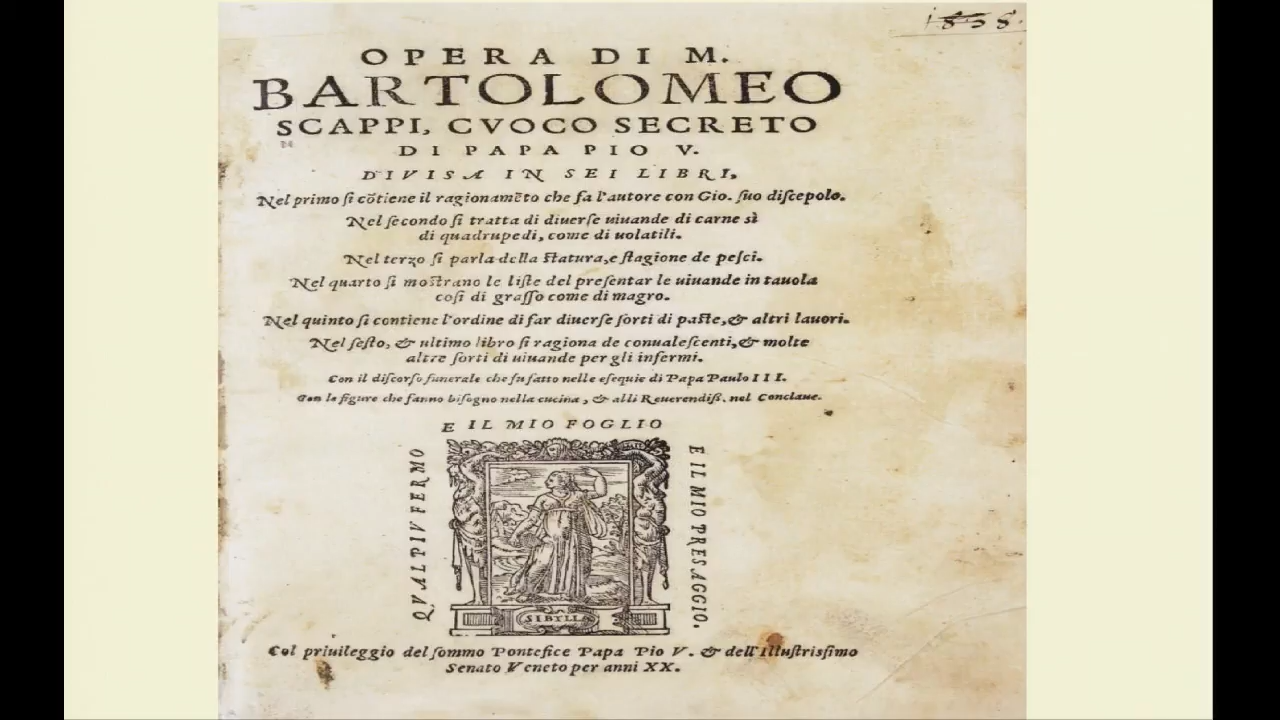 OPERA DI M.
BARTOLOMEO
SCAPPI, CVOCO SECRETO
DI PAPA PIO V.
DIVISA IN SEI LIBRI,
Nel primo ſi cõtiene il ragionamẽto che fa l'autore con Gio. ſuo diſcepolo.
Nel ſecondo ſi tratta di diuerſe uiuande di carne sì
di quadrupedi, come di uolatili.
Nel terzo ſi parla della ſtatura, e ſtagione de peſci.
Nel quarto ſi moſtrano le liſte del preſentar le uiuande in tauola
coſi di graſſo come di magro.
Nel quinto ſi contiene l'ordine di far diuerſe ſorti di paſte, & altri lauori.
Nel ſeſto, & ultimo libro ſi ragiona de conualeſcenti, & molte
altre ſorti di uiuande per gli infermi.
Con il diſcorſo funerale che fu fatto nelle eſequie di Papa Paulo III.
Con le figure che fanno biſogno nella cucina, & alli Reuerendiſſ. nel Conclaue.
E IL MIO FOGLIO
QVAL PIV FERMO
E IL MIO PRESAGGIO.
SIBYLLA
Col priuileggio del ſommo Pontefice Papa Pio V. & dell'Illuſtriſſimo
Senato Veneto per anni XX.